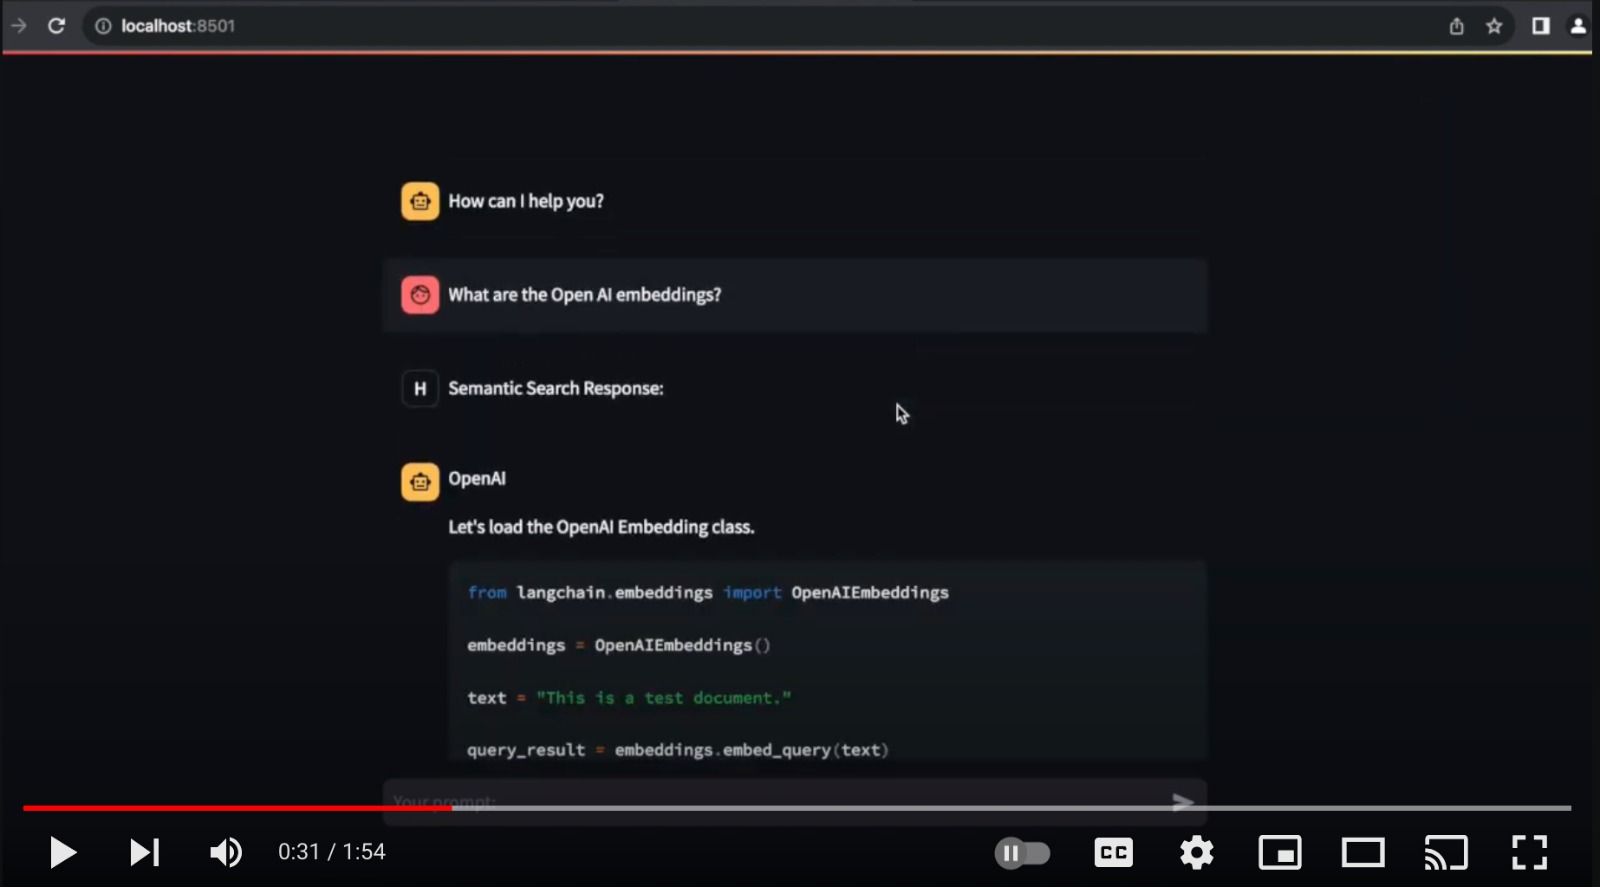 localhost:8501
How can I help you?
What are the Open AI embeddings?
H
Semantic Search Response:
OpenAI
Let's load the OpenAI Embedding class.
from langchain.embeddings import OpenAIEmbeddings
embeddings = OpenAIEmbeddings()
text = "This is a test document."
query_result = embeddings.embed_query(text)
Your prompt:
0:31 / 1:54
CC